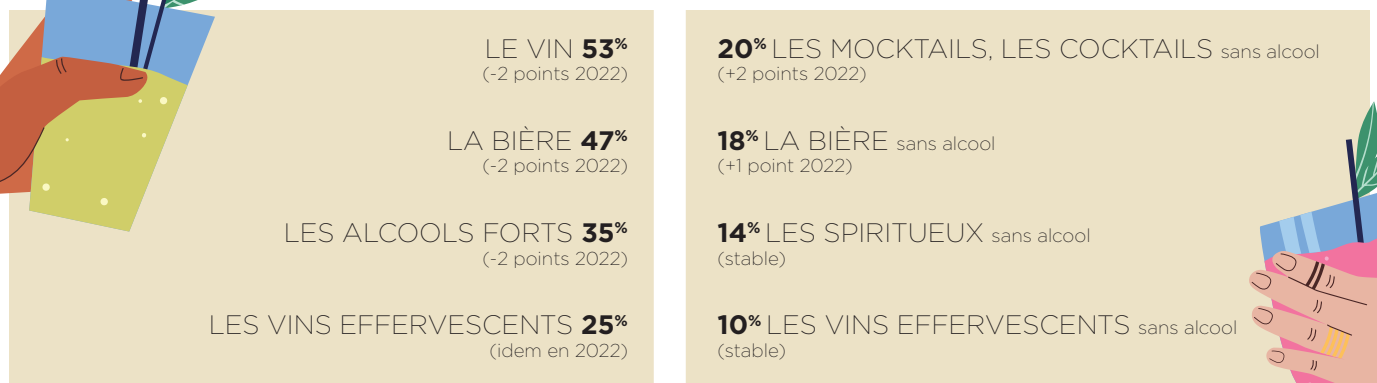 LE VIN 53%
(-2 points 2022)
LA BIÈRE 47%
(-2 points 2022)
LES ALCOOLS FORTS 35%
(-2 points 2022)
LES VINS EFFERVESCENTS 25%
(idem en 2022)
20% LES MOCKTAILS, LES COCKTAILS sans alcool
(+2 points 2022)
18% LA BIÈRE sans alcool
(+1 point 2022)
14% LES SPIRITUEUX sans alcool
(stable)
10% LES VINS EFFERVESCENTS sans alcool
(stable)